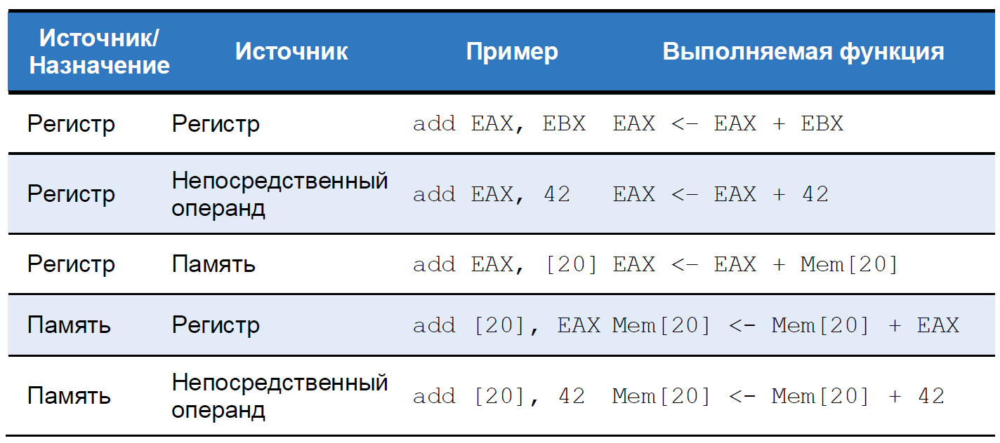 Источник/ Источник Пример Выполняемая функция
Назначение
Регистр Регистр add EAX, EBX EAX <– EAX + EBX
Регистр Непосредственный add EAX, 42 EAX <– EAX + 42
операнд
Регистр Память add EAX, [20] EAX <– EAX + Mem[20]
Память Регистр add [20], EAX Mem[20] <- Mem[20] + EAX
Память Непосредственный add [20], 42 Mem[20] <- Mem[20] + 42
операнд